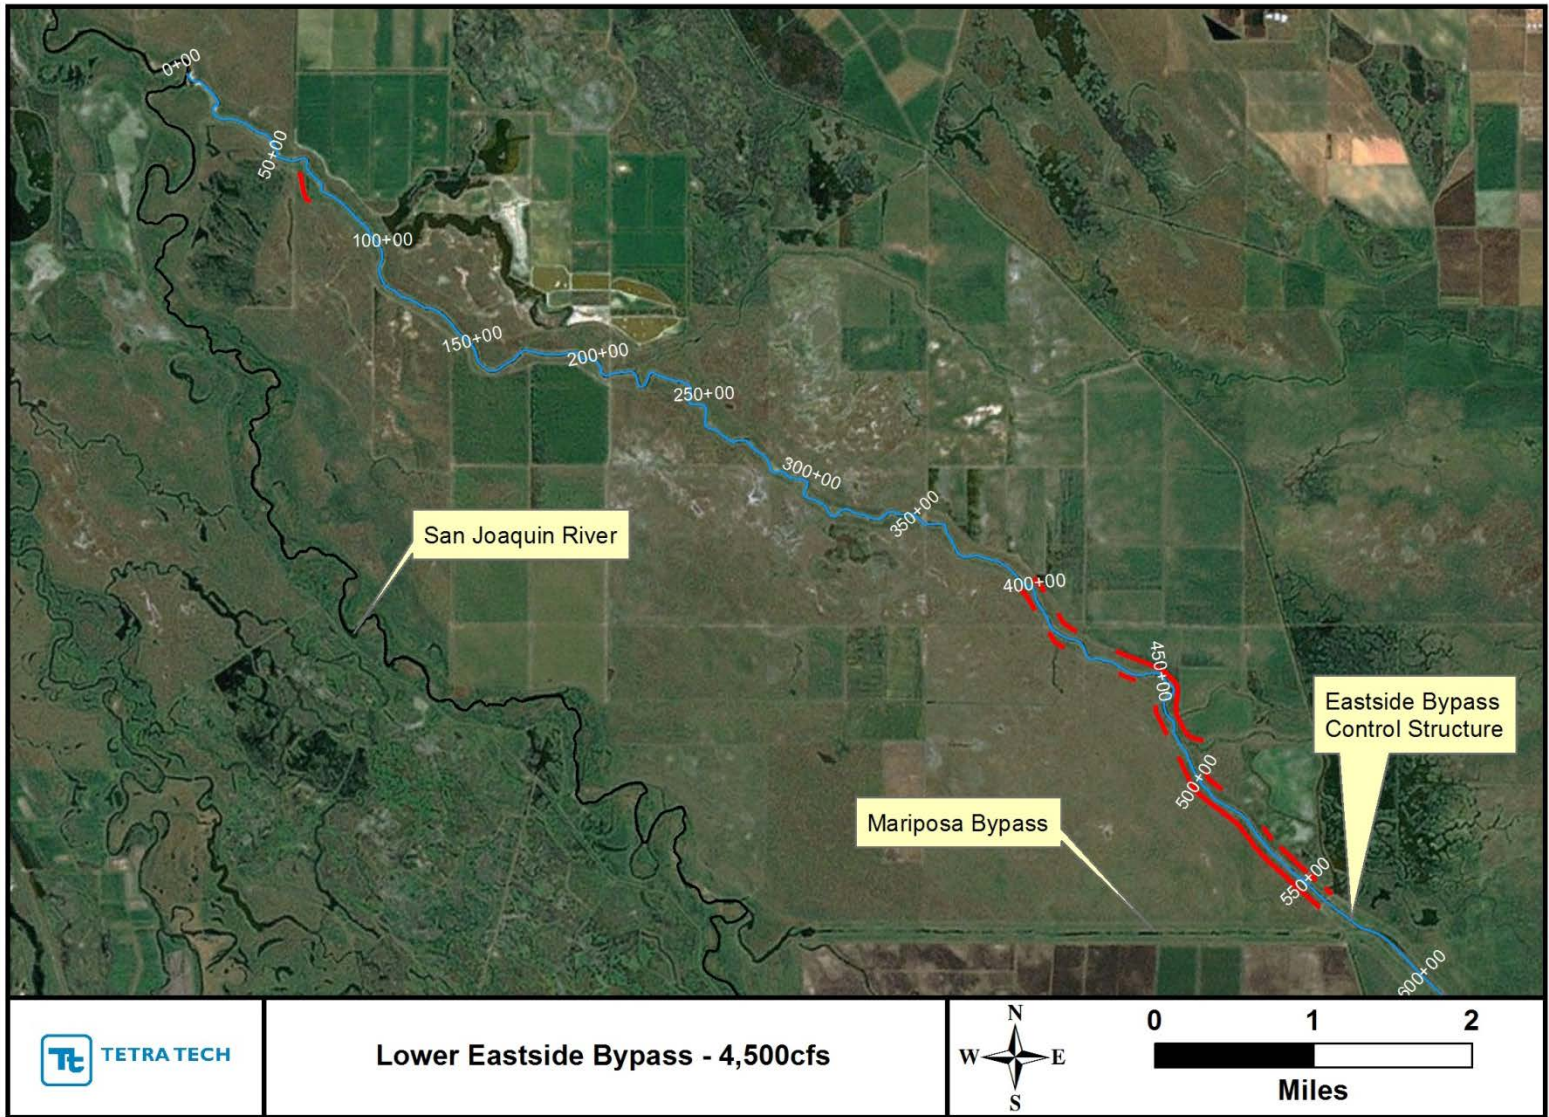 0+00
50+00
100+00
150+00
200+00
250+00
300+00
350+00
400+00
450+00
500+00
550+00
600+00
San Joaquin River
Eastside Bypass
Control Structure
Mariposa Bypass
Tt TETRA TECH
Lower Eastside Bypass - 4,500cfs
N
W E
S
0 1 2
Miles